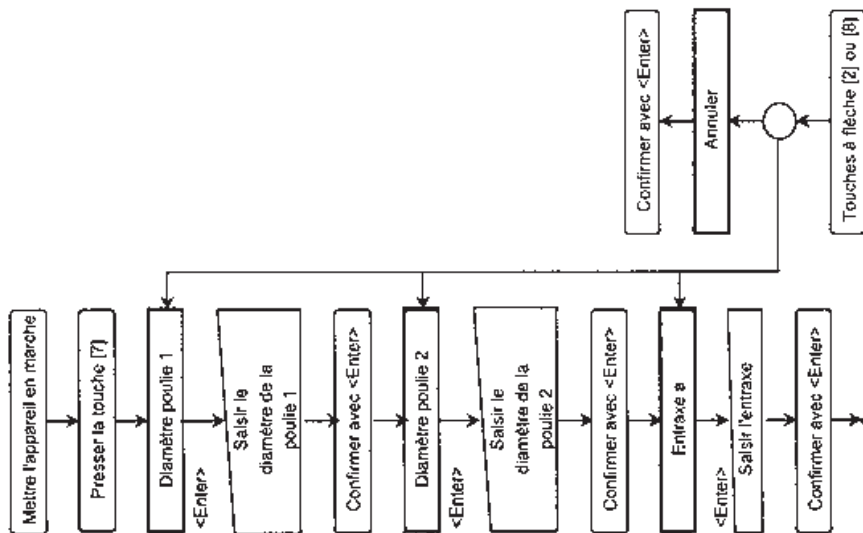 Mettre l'appareil en marche
Presser la touche [7]
Diamètre poulie 1
<Enter>
Saisir le
diamètre de la
poulie 1
Confirmer avec <Enter>
Diamètre poulie 2
<Enter>
Saisir le
diamètre de la
poulie 2
Confirmer avec <Enter>
Entraxe a
<Enter>
Saisir l'entraxe
Confirmer avec <Enter>
Confirmer avec <Enter>
Annuler
Touches à flèche [2] ou [8]